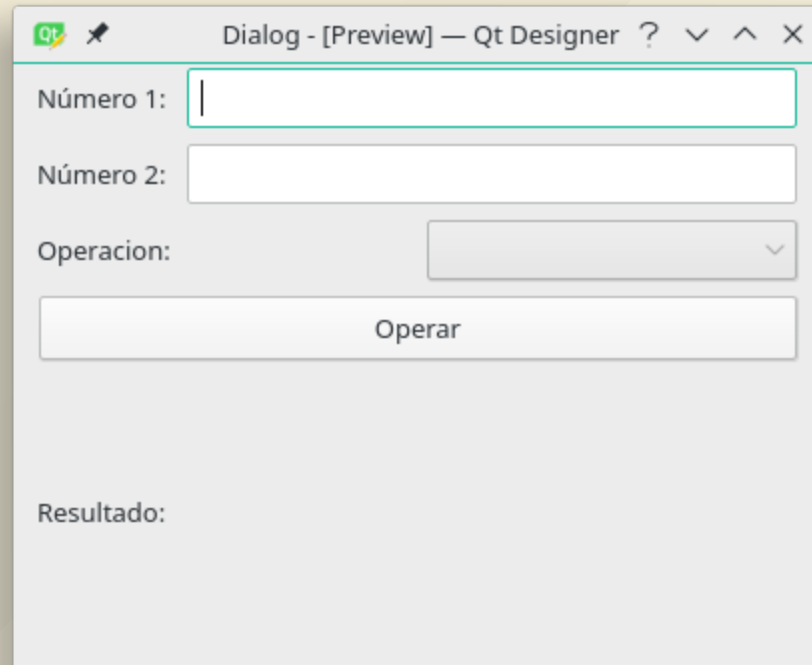 Dialog - [Preview] — Qt Designer
Número 1:
Número 2:
Operacion:
Operar
Resultado: